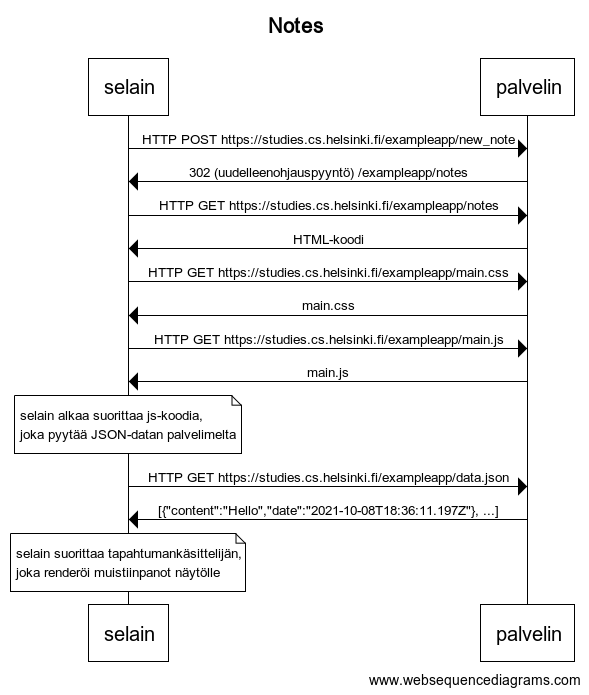 Notes
selain
palvelin
HTTP POST https://studies.cs.helsinki.fi/exampleapp/new_note
302 (uudelleenohjauspyyntö) /exampleapp/notes
HTTP GET https://studies.cs.helsinki.fi/exampleapp/notes
HTML-koodi
HTTP GET https://studies.cs.helsinki.fi/exampleapp/main.css
main.css
HTTP GET https://studies.cs.helsinki.fi/exampleapp/main.js
main.js
selain alkaa suorittaa js-koodia,
joka pyytää JSON-datan palvelimelta
HTTP GET https://studies.cs.helsinki.fi/exampleapp/data.json
[{"content":"Hello","date":"2021-10-08T18:36:11.197Z"}, ...]
selain suorittaa tapahtumankäsittelijän,
joka renderöi muistiinpanot näytölle
selain
palvelin
www.websequencediagrams.com